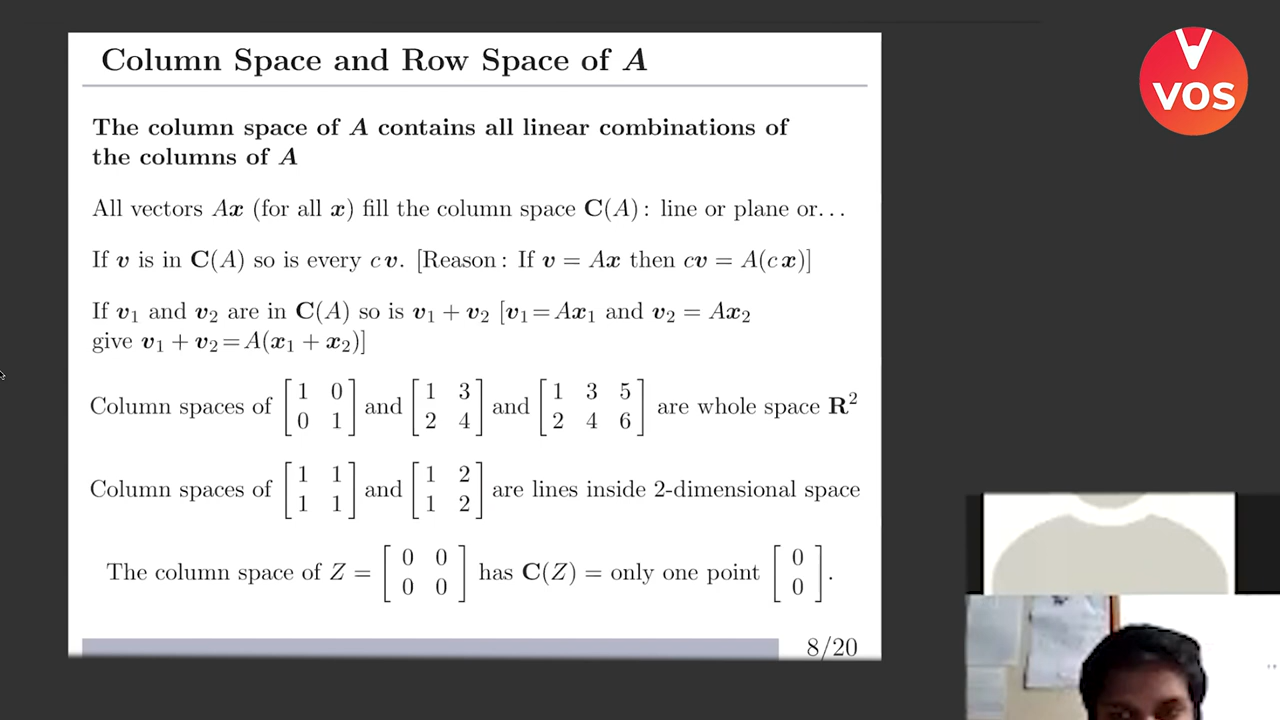 Column Space and Row Space of A
VOS
The column space of A contains all linear combinations of
the columns of A
All vectors Ax (for all x) fill the column space C(A): line or plane or...
If v is in C(A) so is every cv. [Reason: If v = Ax then cv = A(cx)]
If v₁ and v₂ are in C(A) so is v₁ + v₂ [v₁ = Ax₁ and v₂ = Ax₂
give v₁ + v₂ = A(x₁ + x₂)]
Column spaces of [1 0; 0 1] and [1 3; 2 4] and [1 3 5; 2 4 6] are whole space R²
Column spaces of [1 1; 1 1] and [1 2; 1 2] are lines inside 2-dimensional space
The column space of Z = [0 0; 0 0] has C(Z) = only one point [0; 0].
8/20